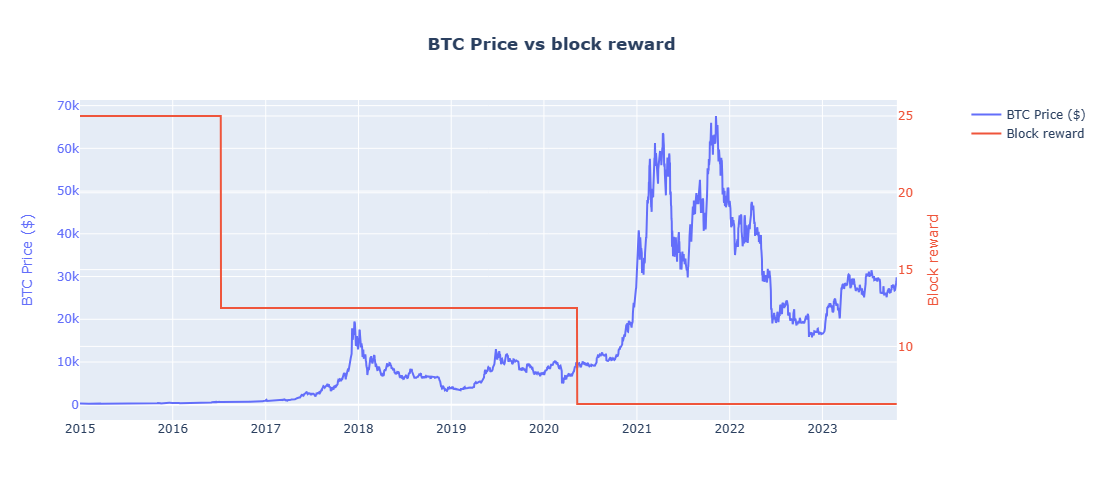 BTC Price vs block reward
BTC Price ($)
Block reward
70k
60k
50k
40k
30k
20k
10k
0
BTC Price ($)
25
20
15
10
Block reward
2015 2016 2017 2018 2019 2020 2021 2022 2023